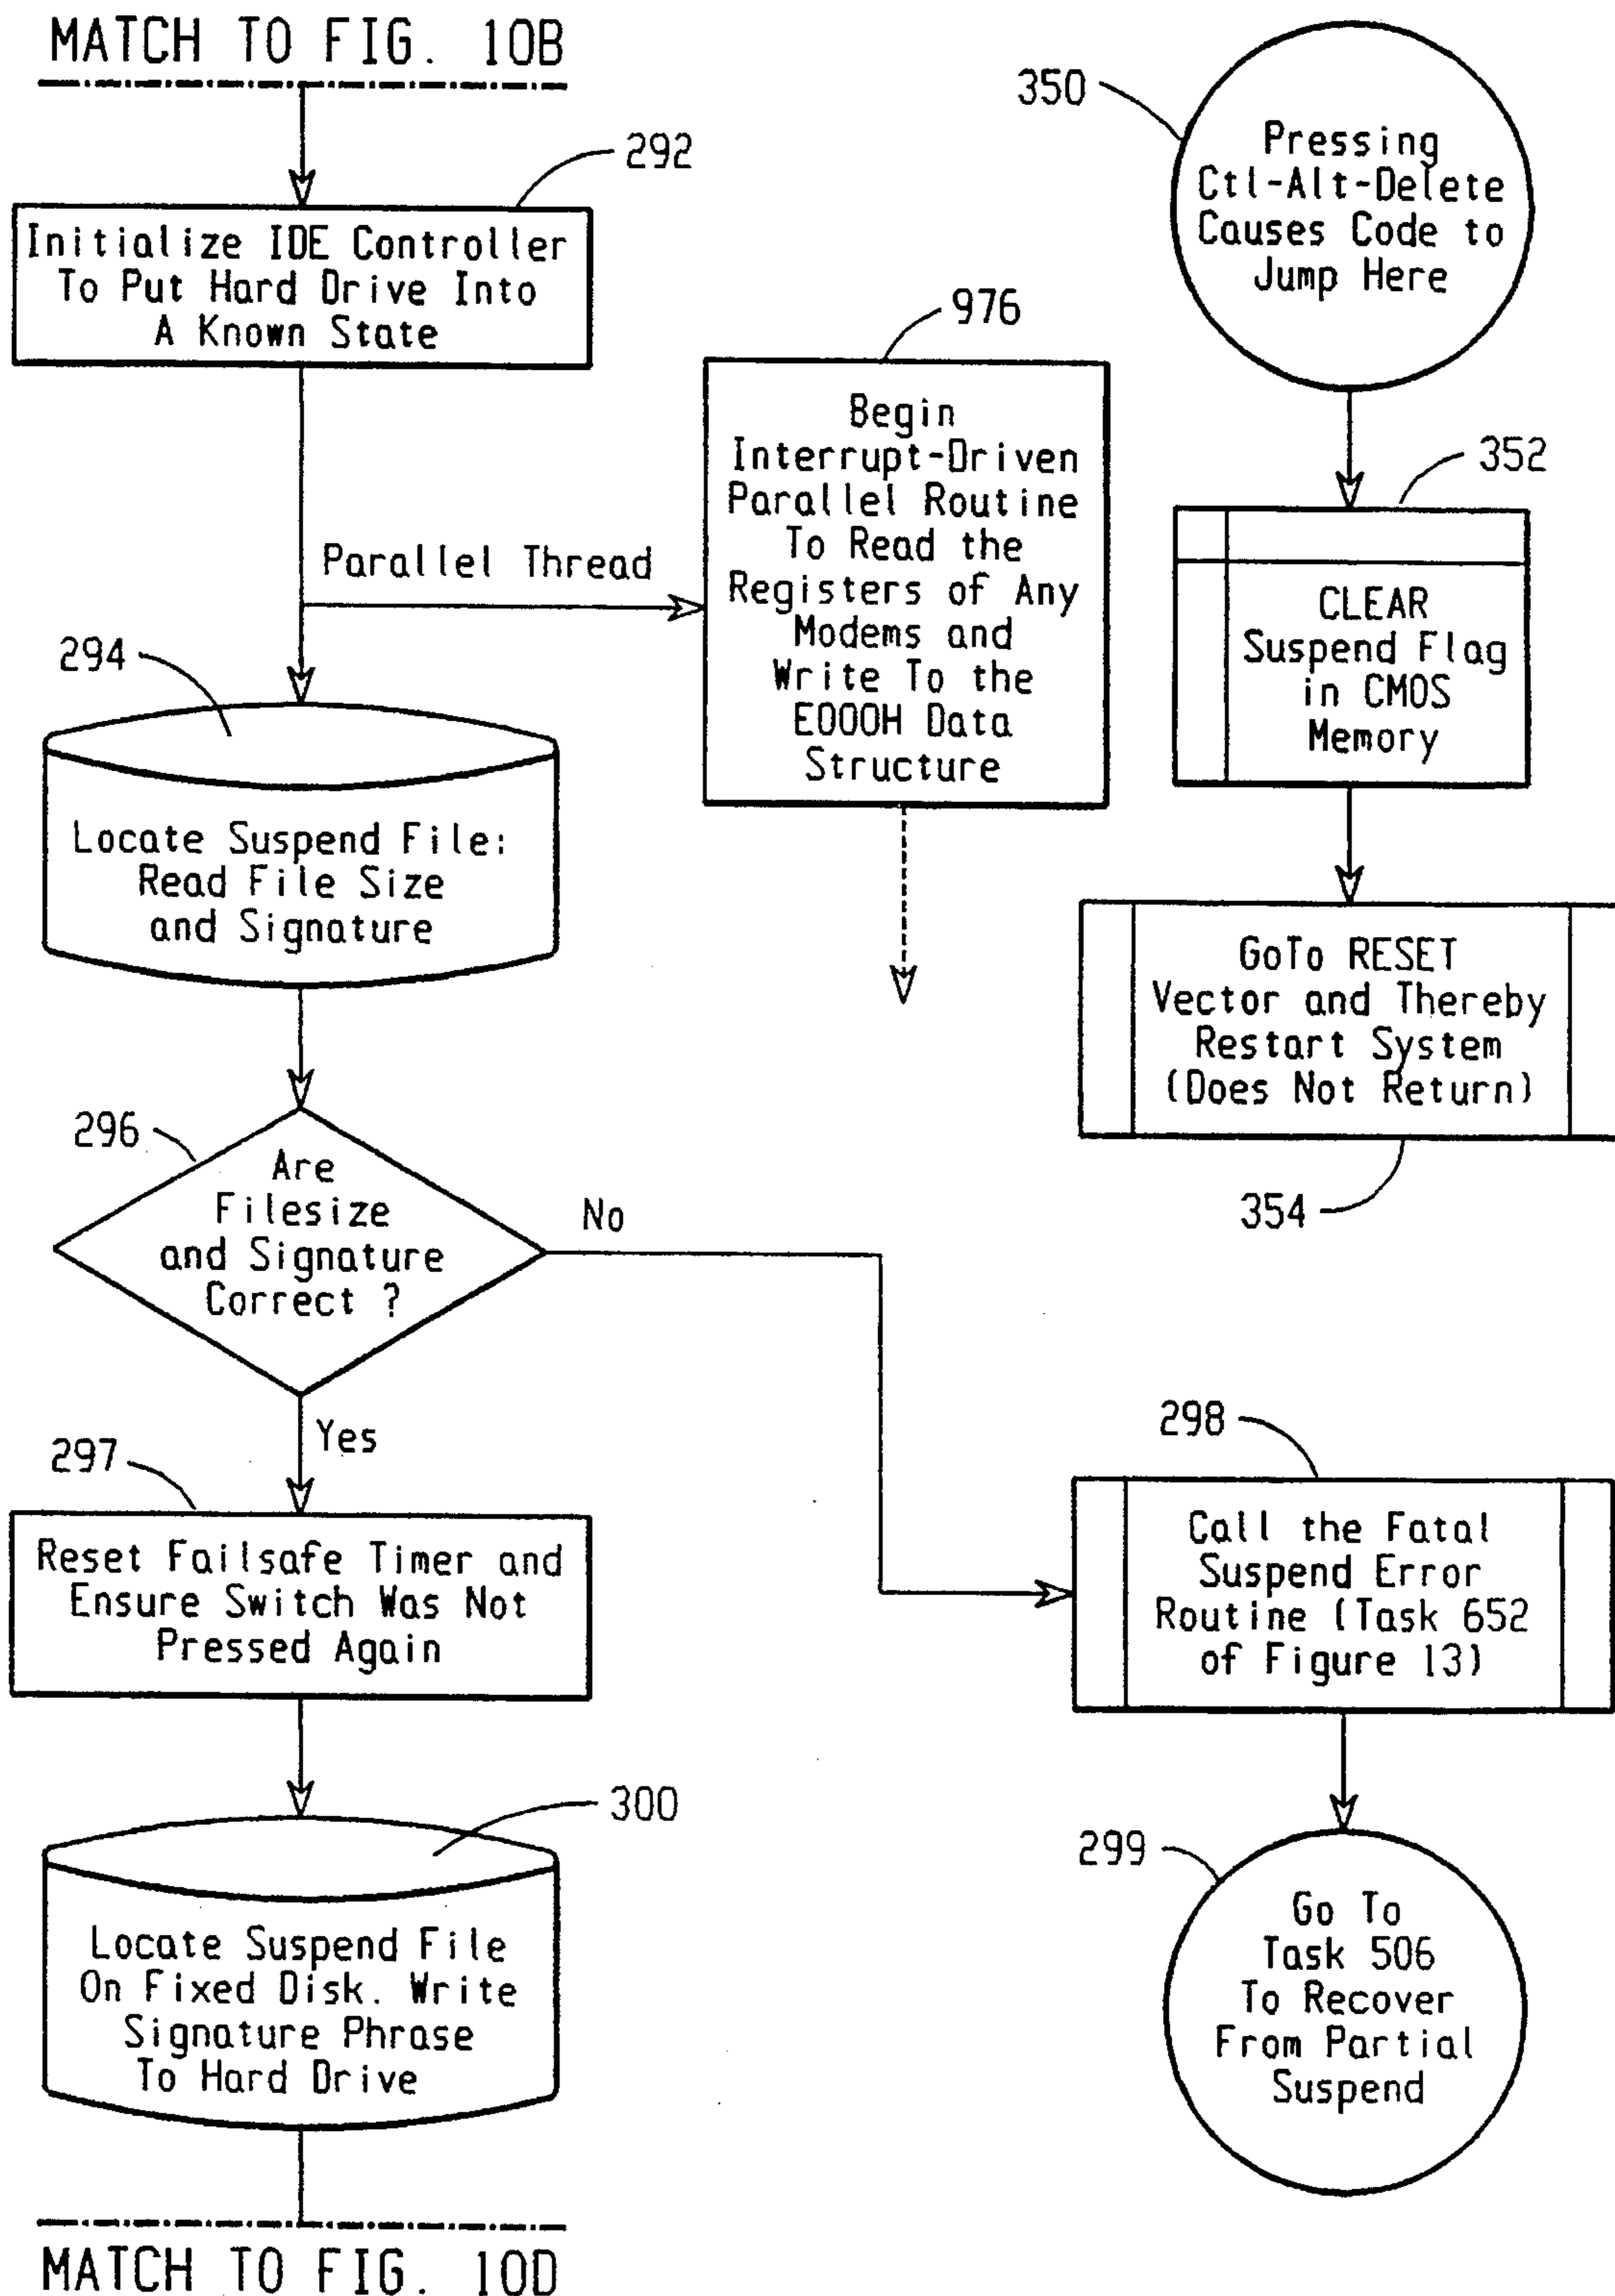 MATCH TO FIG. 10B
292
Initialize IDE Controller
To Put Hard Drive Into
A Known State
Parallel Thread
976
Begin
Interrupt-Driven
Parallel Routine
To Read the
Registers of Any
Modems and
Write To the
E000H Data
Structure
294
Locate Suspend File:
Read File Size
and Signature
296
Are
Filesize
and Signature
Correct ?
No
Yes
297
Reset Failsafe Timer and
Ensure Switch Was Not
Pressed Again
300
Locate Suspend File
On Fixed Disk. Write
Signature Phrase
To Hard Drive
MATCH TO FIG. 10D
350
Pressing
Ctl-Alt-Delete
Causes Code to
Jump Here
352
CLEAR
Suspend Flag
in CMOS
Memory
GoTo RESET
Vector and Thereby
Restart System
(Does Not Return)
354
298
Call the Fatal
Suspend Error
Routine (Task 652
of Figure 13)
299
Go To
Task 506
To Recover
From Partial
Suspend